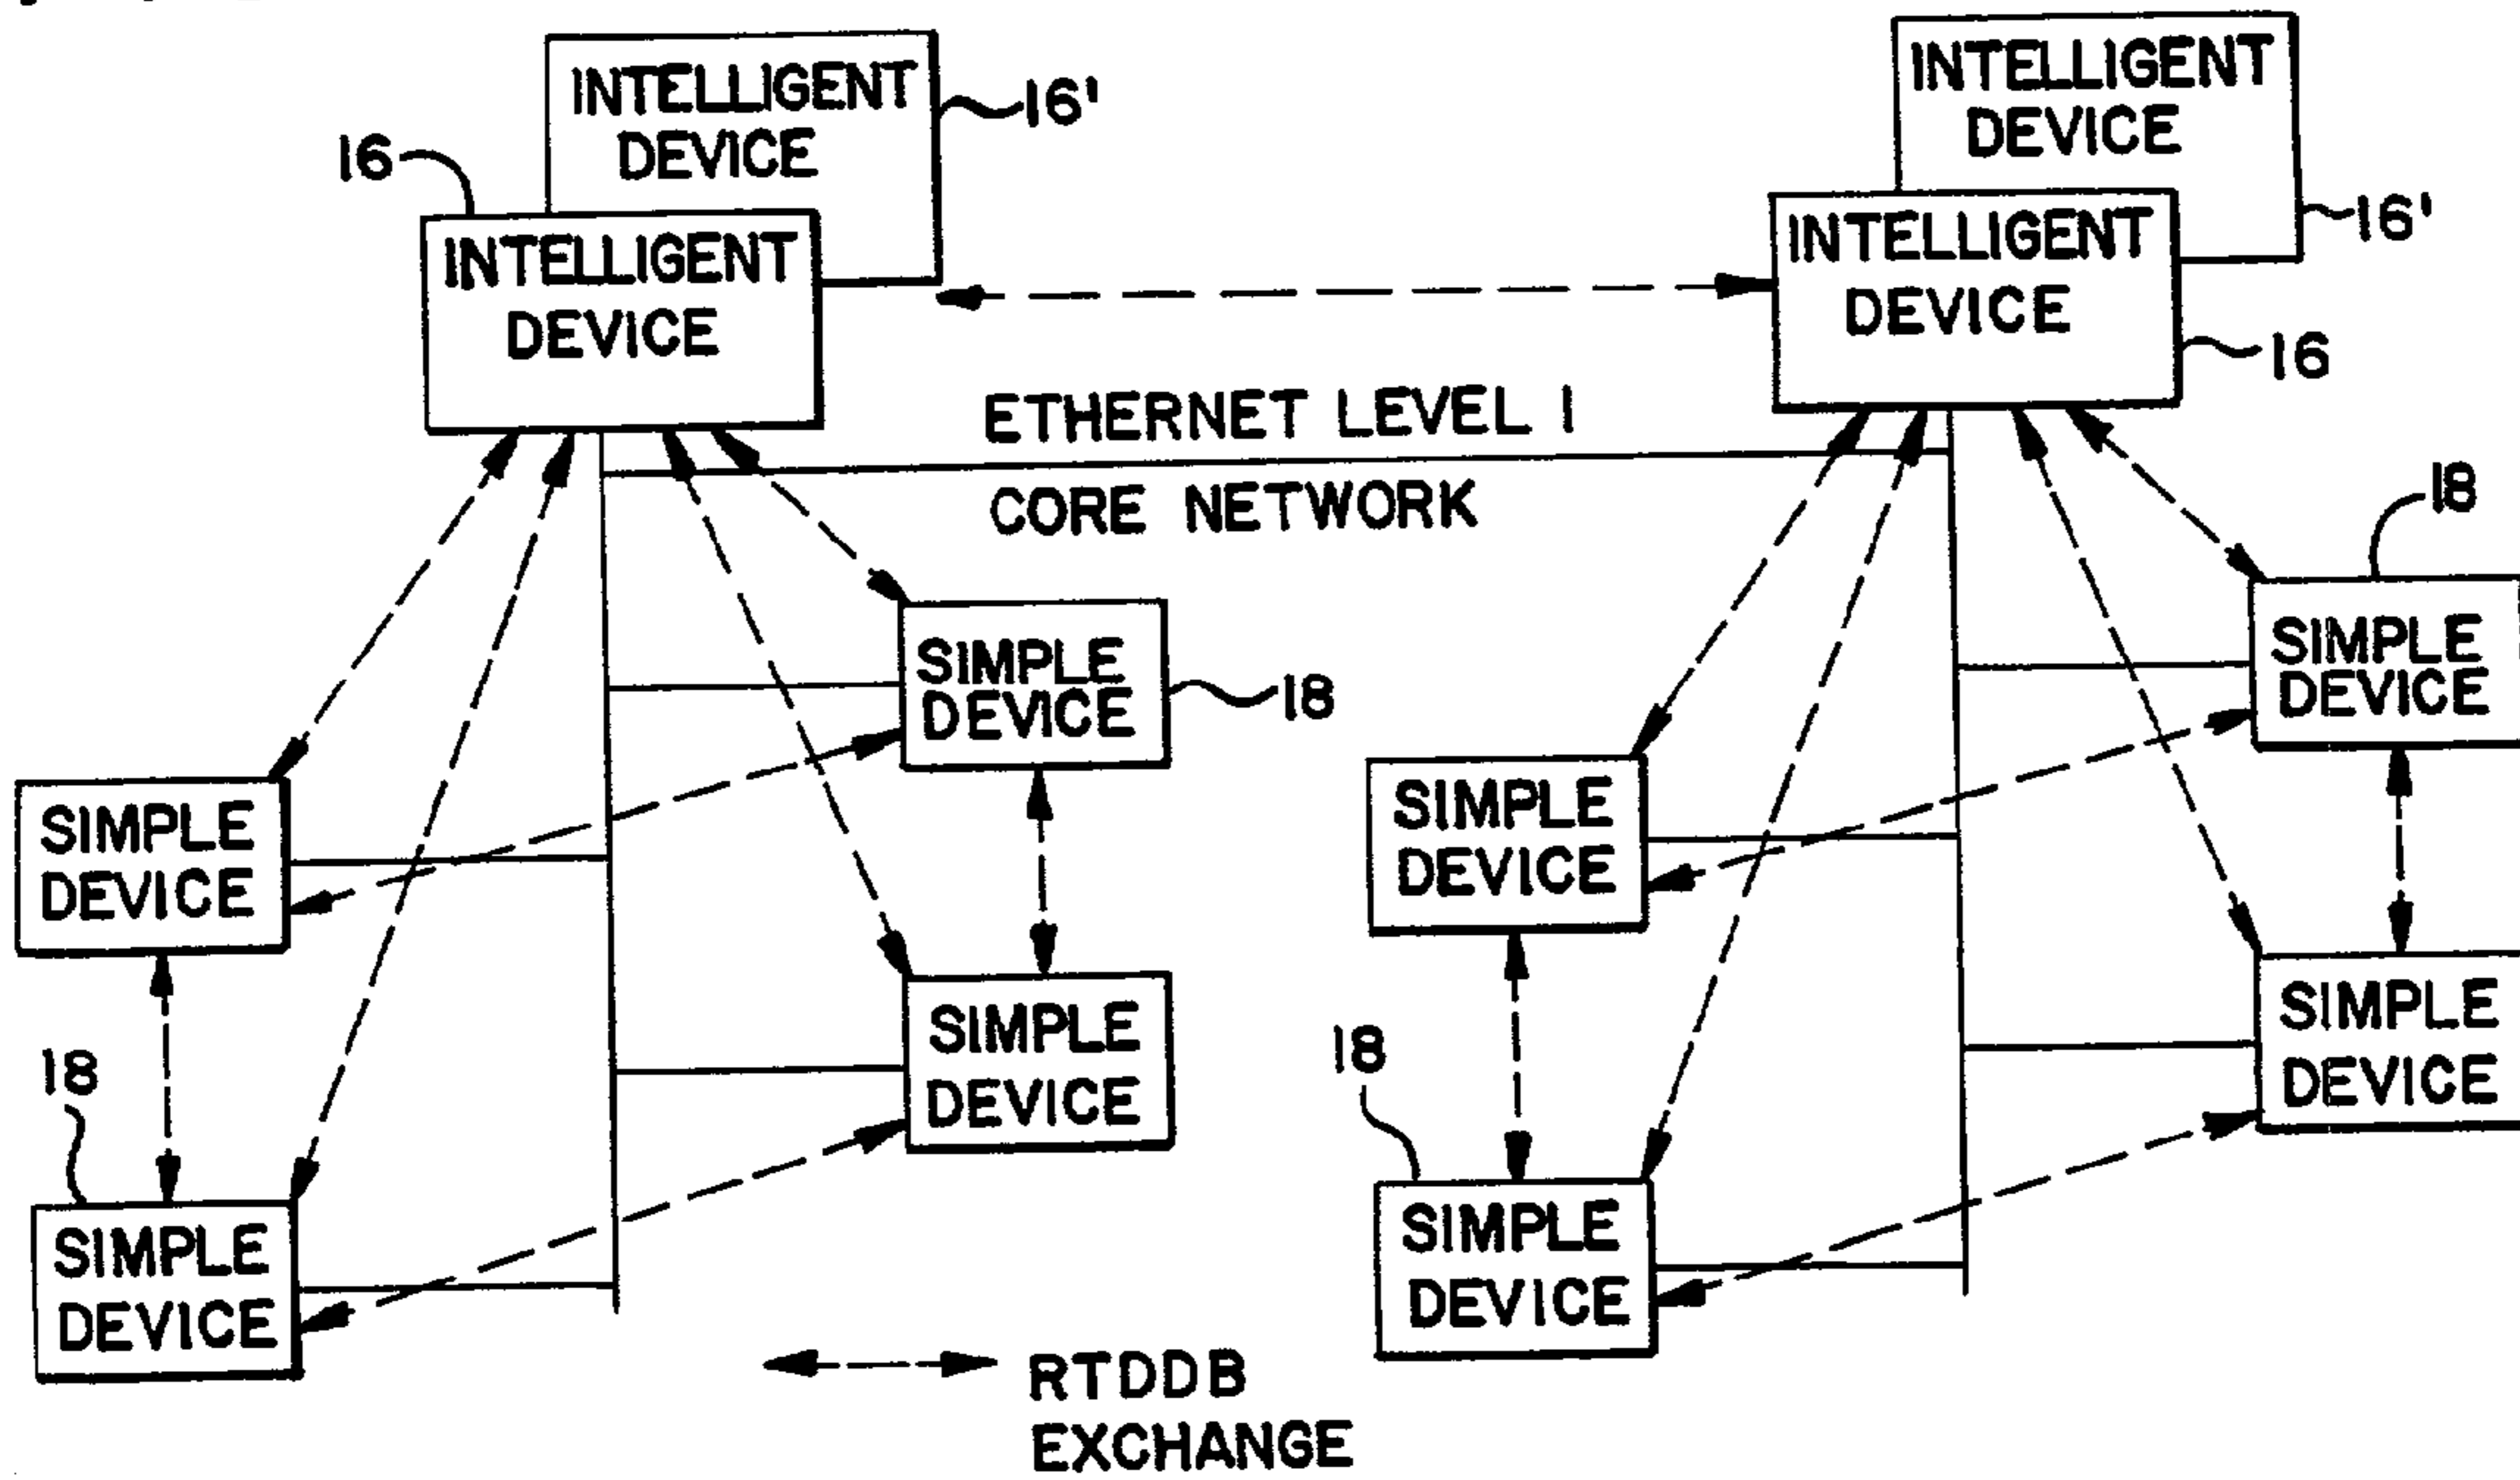 INTELLIGENT
DEVICE
16'
16
INTELLIGENT
DEVICE
INTELLIGENT
DEVICE
16'
INTELLIGENT
DEVICE
16
ETHERNET LEVEL 1
CORE NETWORK
SIMPLE
DEVICE
18
SIMPLE
DEVICE
SIMPLE
DEVICE
18
SIMPLE
DEVICE
18
SIMPLE
DEVICE
SIMPLE
DEVICE
SIMPLE
DEVICE
18
SIMPLE
DEVICE
RTDDB
EXCHANGE